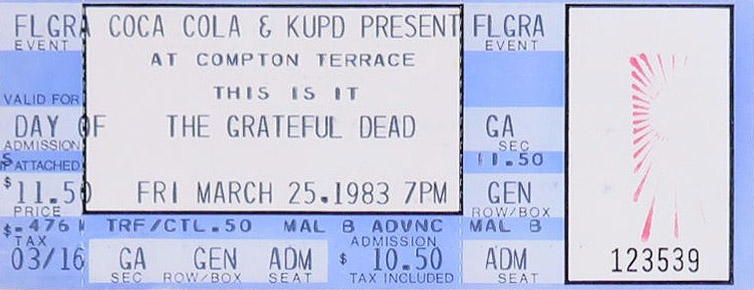 FLGRA COCA COLA & KUPD PRESENT FLGRA
EVENT AT COMPTON TERRACE EVENT
THIS IS IT
VALID FOR
DAY OF THE GRATEFUL DEAD GA
ADMISSION SEC
IF ATTACHED 11.50
$11.50 FRI MARCH 25.1983 7PM GEN
PRICE ROW/BOX
$.476 M TRF/CTL.50 MAL B ADVNC MAL B
TAX ADMISSION
03/16 GA GEN ADM $ 10.50 ADM 123539
SEC ROW/BOX SEAT TAX INCLUDED SEAT